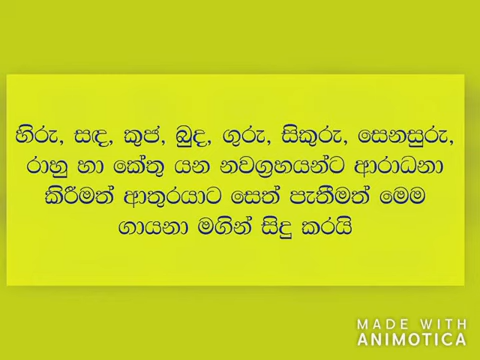 හිරු, සඳ, කුජ්, බුද, ගුරු, සිකුරු, සෙනසුරු,
රාහු හා කේතු යන නවග්‍රහයන්ට ආරාධනා
කිරීමත් ආතුරයාට සෙත් පැතීමත් මෙම
ගායනා මගින් සිදු කරයි
MADE WITH
ANIMOTICA